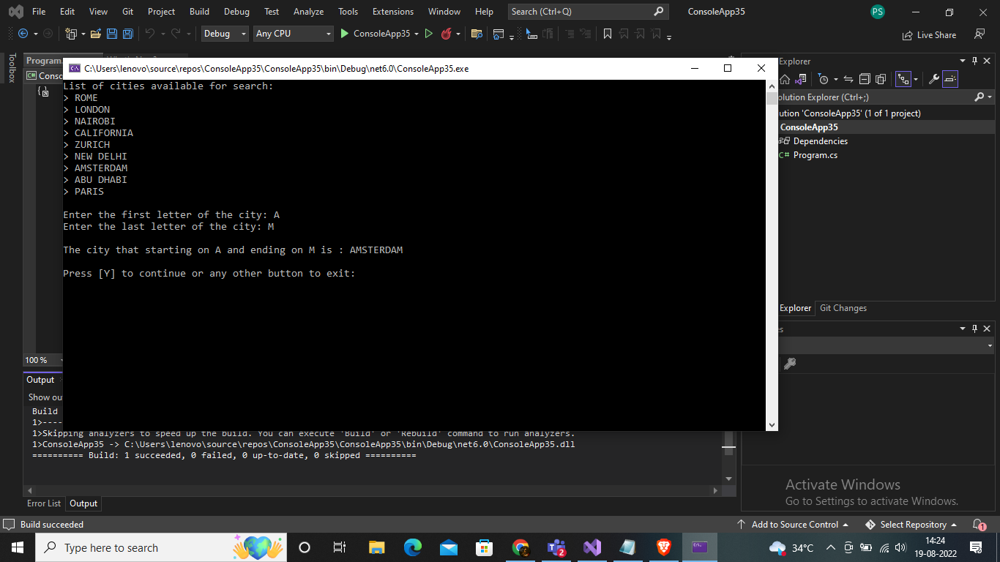 File Edit View Git Project Build Debug Test Analyze Tools Extensions Window Help Search (Ctrl+Q) ConsoleApp35 PS
Debug Any CPU ConsoleApp35 Live Share
Toolbox
Program.
C:\Users\lenovo\source\repos\ConsoleApp35\ConsoleApp35\bin\Debug\net6.0\ConsoleApp35.exe
List of cities available for search:
> ROME
> LONDON
> NAIROBI
> CALIFORNIA
> ZURICH
> NEW DELHI
> AMSTERDAM
> ABU DHABI
> PARIS
Enter the first letter of the city: A
Enter the last letter of the city: M
The city that starting on A and ending on M is : AMSTERDAM
Press [Y] to continue or any other button to exit:
Explorer
olution Explorer (Ctrl+;)
ution 'ConsoleApp35' (1 of 1 project)
ConsoleApp35
Dependencies
C# Program.cs
Explorer Git Changes
es
C# Conso
100 %
Output
Show ou
Build
1>----
1>Skipping analyzers to speed up the build. You can execute 'Build' or 'Rebuild' command to run analyzers.
1>ConsoleApp35 -> C:\Users\lenovo\source\repos\ConsoleApp35\ConsoleApp35\bin\Debug\net6.0\ConsoleApp35.dll
========== Build: 1 succeeded, 0 failed, 0 up-to-date, 0 skipped ==========
Error List Output
Activate Windows
Go to Settings to activate Windows.
Build succeeded Add to Source Control Select Repository 1
Type here to search 2 34°C 14:24
19-08-2022